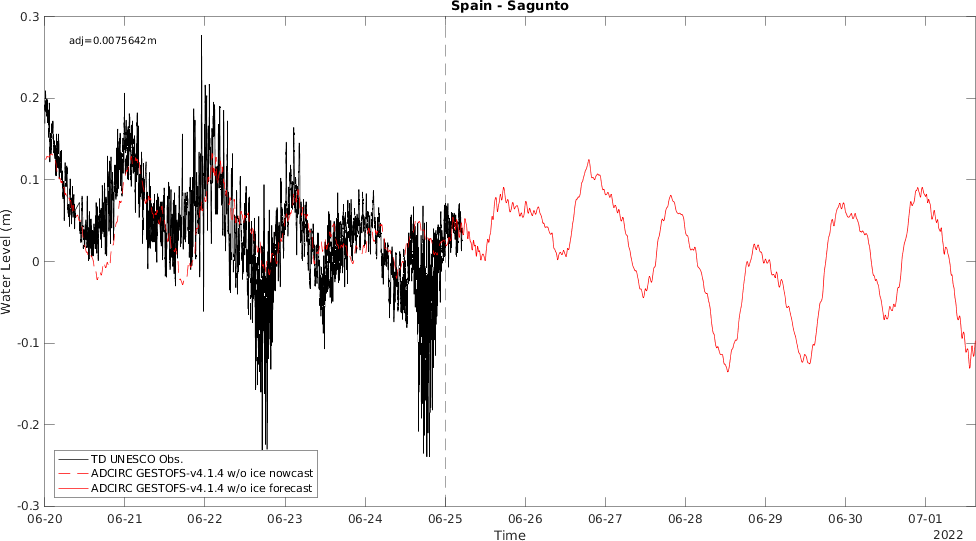 Spain - Sagunto
adj=0.0075642m
0.3
0.2
0.1
0
-0.1
-0.2
-0.3
Water Level (m)
TD UNESCO Obs.
ADCIRC GESTOFS-v4.1.4 w/o ice nowcast
ADCIRC GESTOFS-v4.1.4 w/o ice forecast
06-20 06-21 06-22 06-23 06-24 06-25 06-26 06-27 06-28 06-29 06-30 07-01
Time
2022